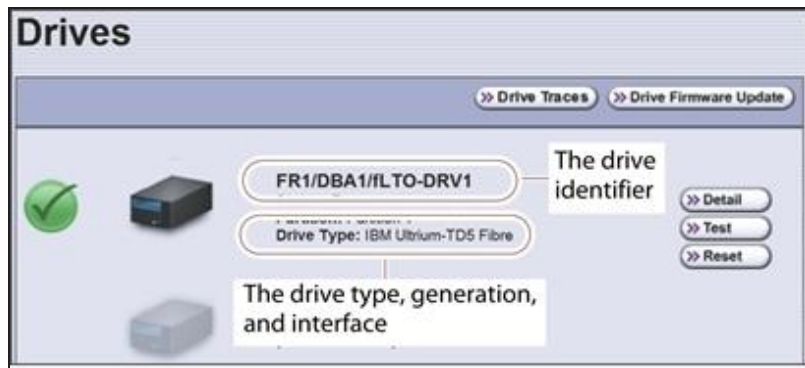 Drives
Drive Traces
Drive Firmware Update
FR1/DBA1/fLTO-DRV1
The drive
identifier
Detail
Drive Type: IBM Ultrium-TD5 Fibre
Test
Reset
The drive type, generation,
and interface